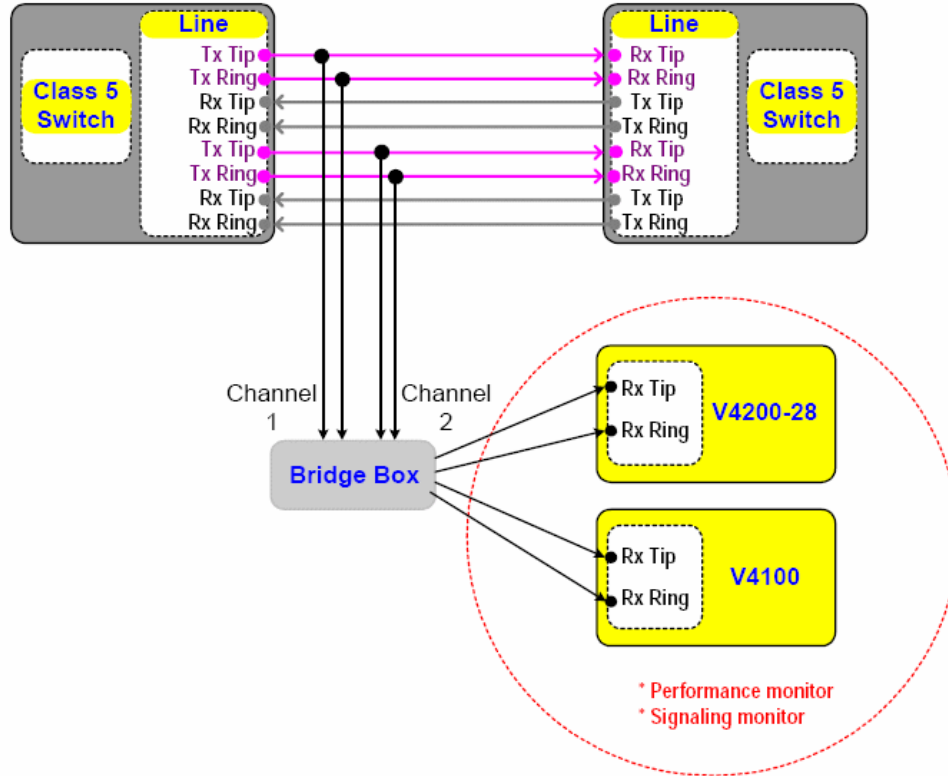 Line
Class 5
Switch
Tx Tip
Tx Ring
Rx Tip
Rx Ring
Tx Tip
Tx Ring
Rx Tip
Rx Ring
Line
Rx Tip
Rx Ring
Tx Tip
Tx Ring
Rx Tip
Rx Ring
Tx Tip
Tx Ring
Class 5
Switch
Channel
1
Channel
2
Bridge Box
Rx Tip
Rx Ring
V4200-28
Rx Tip
Rx Ring
V4100
* Performance monitor
* Signaling monitor